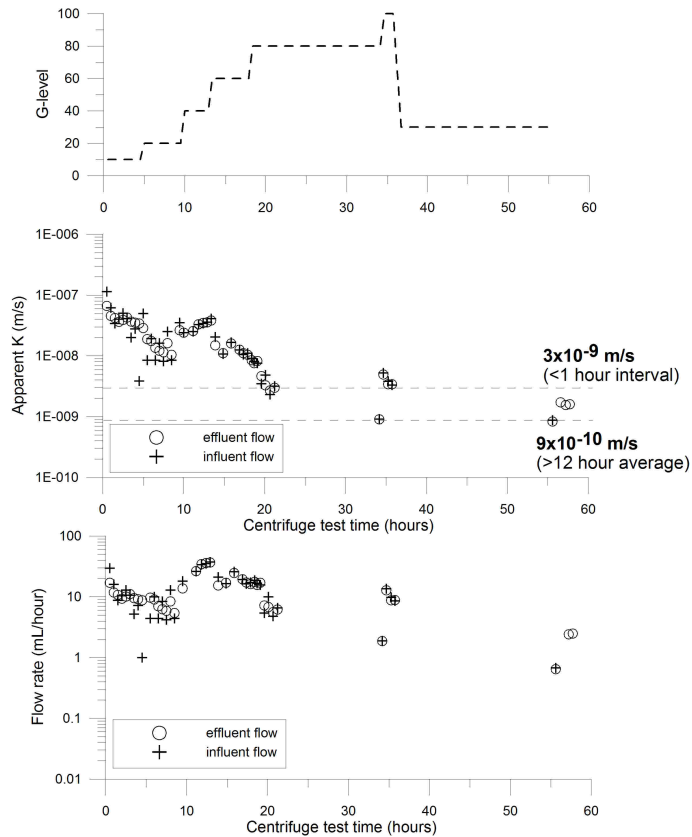 100
80
60
40
20
0
G-level
0 10 20 30 40 50 60
1E-006
1E-007
1E-008
1E-009
1E-010
Apparent K (m/s)
3x10⁻⁹ m/s
(<1 hour interval)
9x10⁻¹⁰ m/s
(>12 hour average)
effluent flow
influent flow
0 10 20 30 40 50 60
Centrifuge test time (hours)
100
10
1
0.1
0.01
Flow rate (mL/hour)
effluent flow
influent flow
0 10 20 30 40 50 60
Centrifuge test time (hours)